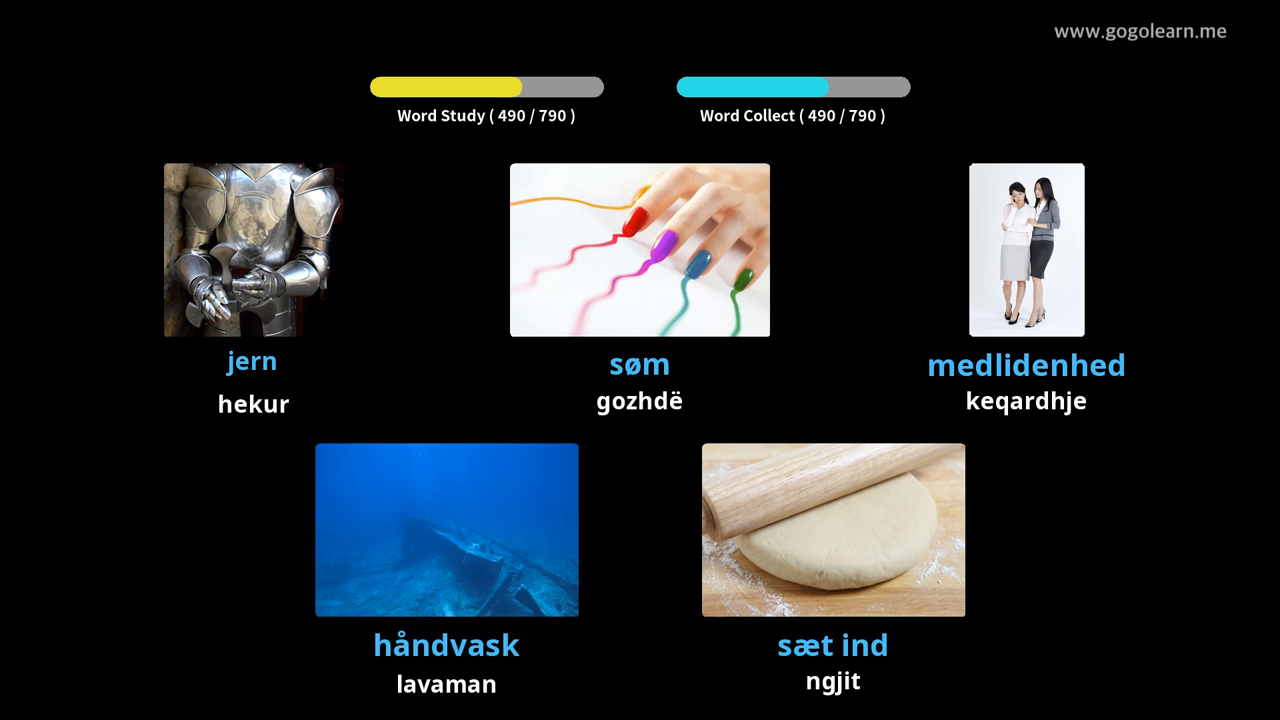 www.gogolearn.me
Word Study ( 490 / 790 )
Word Collect ( 490 / 790 )
jern
hekur
søm
gozhdë
medlidenhed
keqardhje
håndvask
lavaman
sæt ind
ngjit